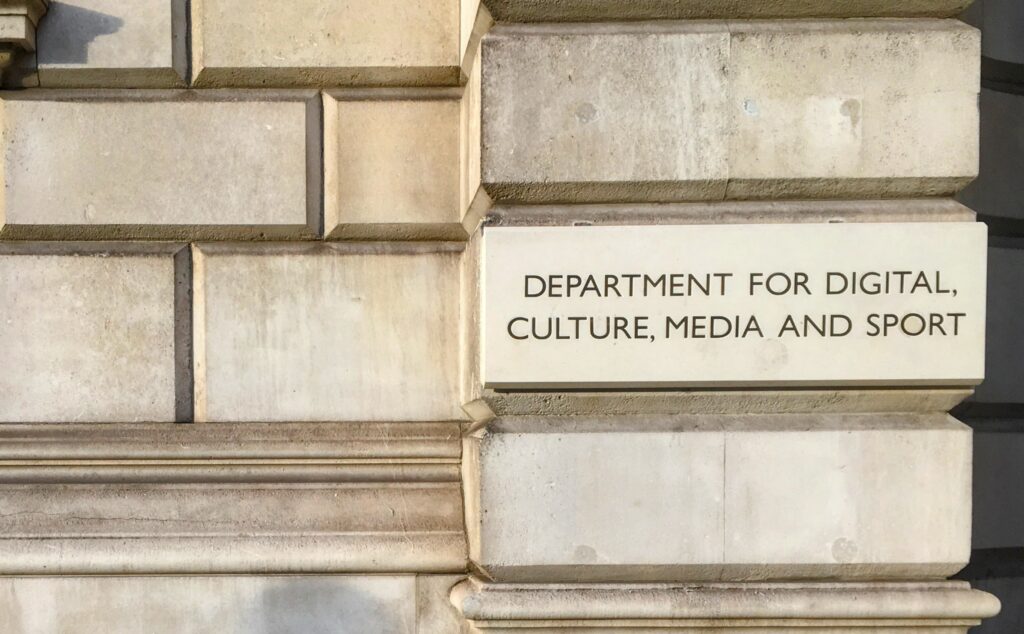 DEPARTMENT FOR DIGITAL,
CULTURE, MEDIA AND SPORT